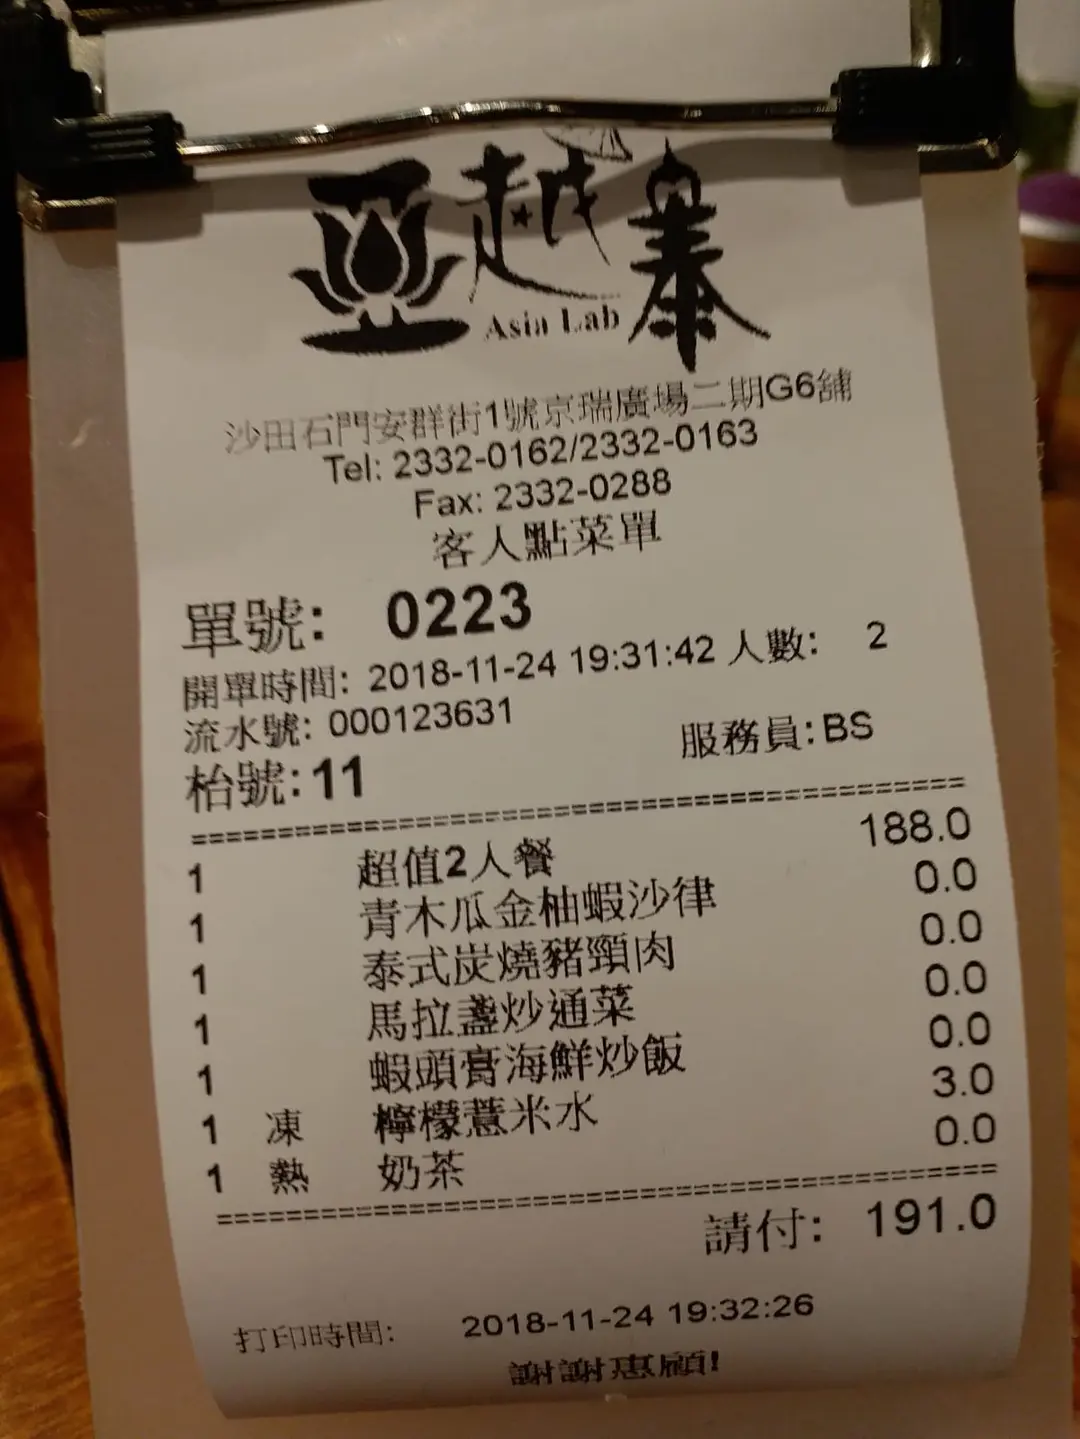 亞越泰
Asia Lab
沙田石門安群街1號京瑞廣場二期G6舖
Tel: 2332-0162/2332-0163
Fax: 2332-0288
客人點菜單
單號: 0223
開單時間: 2018-11-24 19:31:42 人數: 2
流水號: 000123631 服務員:BS
枱號:11
1 超值2人餐 188.0
1 青木瓜金柚蝦沙律 0.0
1 泰式炭燒豬頸肉 0.0
1 馬拉盞炒通菜 0.0
1 蝦頭膏海鮮炒飯 0.0
1 凍 檸檬薏米水 3.0
1 熱 奶茶 0.0
請付: 191.0
打印時間: 2018-11-24 19:32:26
謝謝惠顧!